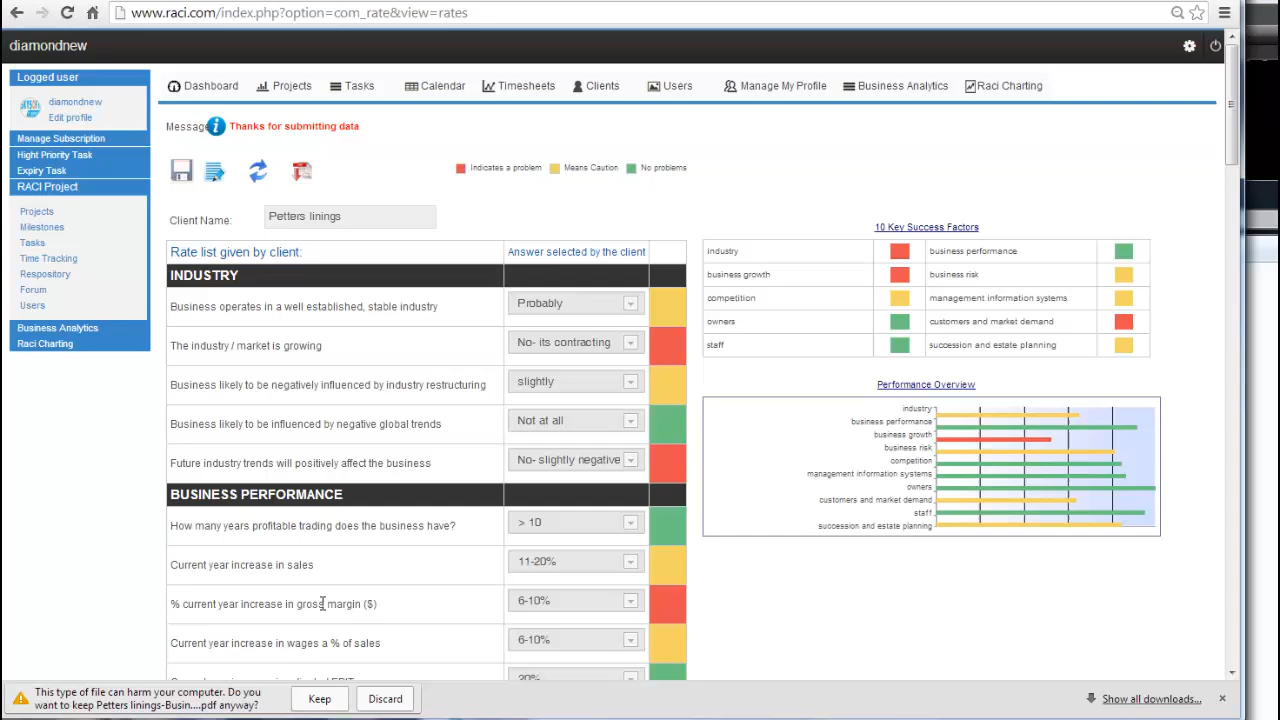 www.raci.com/index.php?option=com_rate&view=rates
diamondnew
Logged user
diamondnew
Edit profile
Manage Subscription
Hight Priority Task
Expiry Task
RACI Project
Projects
Milestones
Tasks
Time Tracking
Respository
Forum
Users
Business Analytics
Raci Charting
Dashboard Projects Tasks Calendar Timesheets Clients Users Manage My Profile Business Analytics Raci Charting
Message Thanks for submitting data
Indicates a problem Means Caution No problems
Client Name: Petters linings
Rate list given by client: Answer selected by the client
INDUSTRY
Business operates in a well established, stable industry Probably
The industry / market is growing No- its contracting
Business likely to be negatively influenced by industry restructuring slightly
Business likely to be influenced by negative global trends Not at all
Future industry trends will positively affect the business No- slightly negative
BUSINESS PERFORMANCE
How many years profitable trading does the business have? > 10
Current year increase in sales 11-20%
% current year increase in gross margin ($) 6-10%
Current year increase in wages a % of sales 6-10%
10 Key Success Factors
industry business performance
business growth business risk
competition management information systems
owners customers and market demand
staff succession and estate planning
Performance Overview
industry
business performance
business growth
business risk
competition
management information systems
owners
customers and market demand
staff
succession and estate planning
This type of file can harm your computer. Do you
want to keep Petters linings-Busin....pdf anyway?
Keep Discard
Show all downloads...